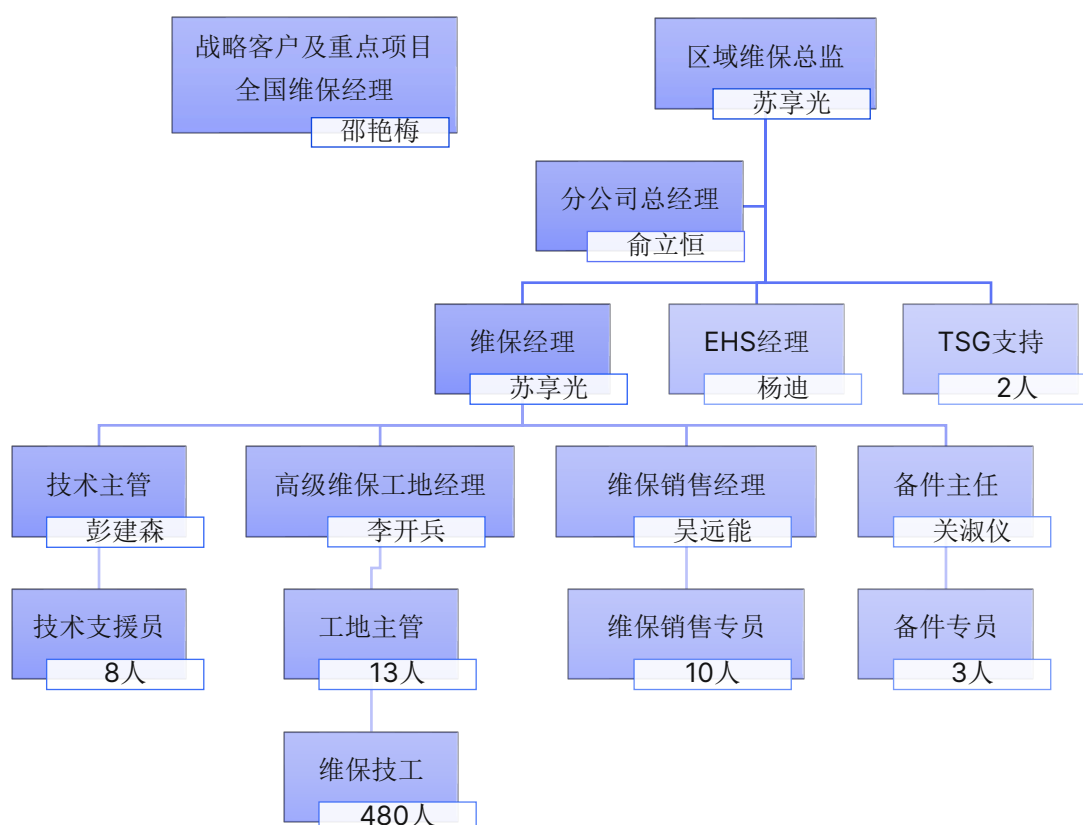 战略客户及重点项目
全国维保经理
邵艳梅
区域维保总监
苏享光
分公司总经理
俞立恒
维保经理
苏享光
EHS经理
杨迪
TSG支持
2人
技术主管
彭建森
高级维保工地经理
李开兵
维保销售经理
吴远能
备件主任
关淑仪
技术支援员
8人
工地主管
13人
维保销售专员
10人
备件专员
3人
维保技工
480人